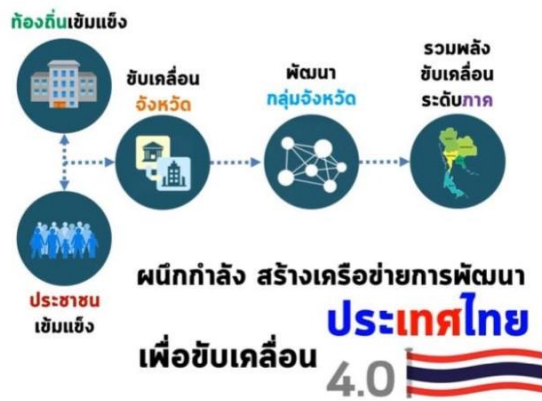 ท้องถิ่นเข้มแข็ง
ขับเคลื่อน
จังหวัด
พัฒนา
กลุ่มจังหวัด
รวมพลัง
ขับเคลื่อน
ระดับภาค
ประชาชน
เข้มแข็ง
ผนึกกำลัง สร้างเครือข่ายการพัฒนา
เพื่อขับเคลื่อน ประเทศไทย
4.0